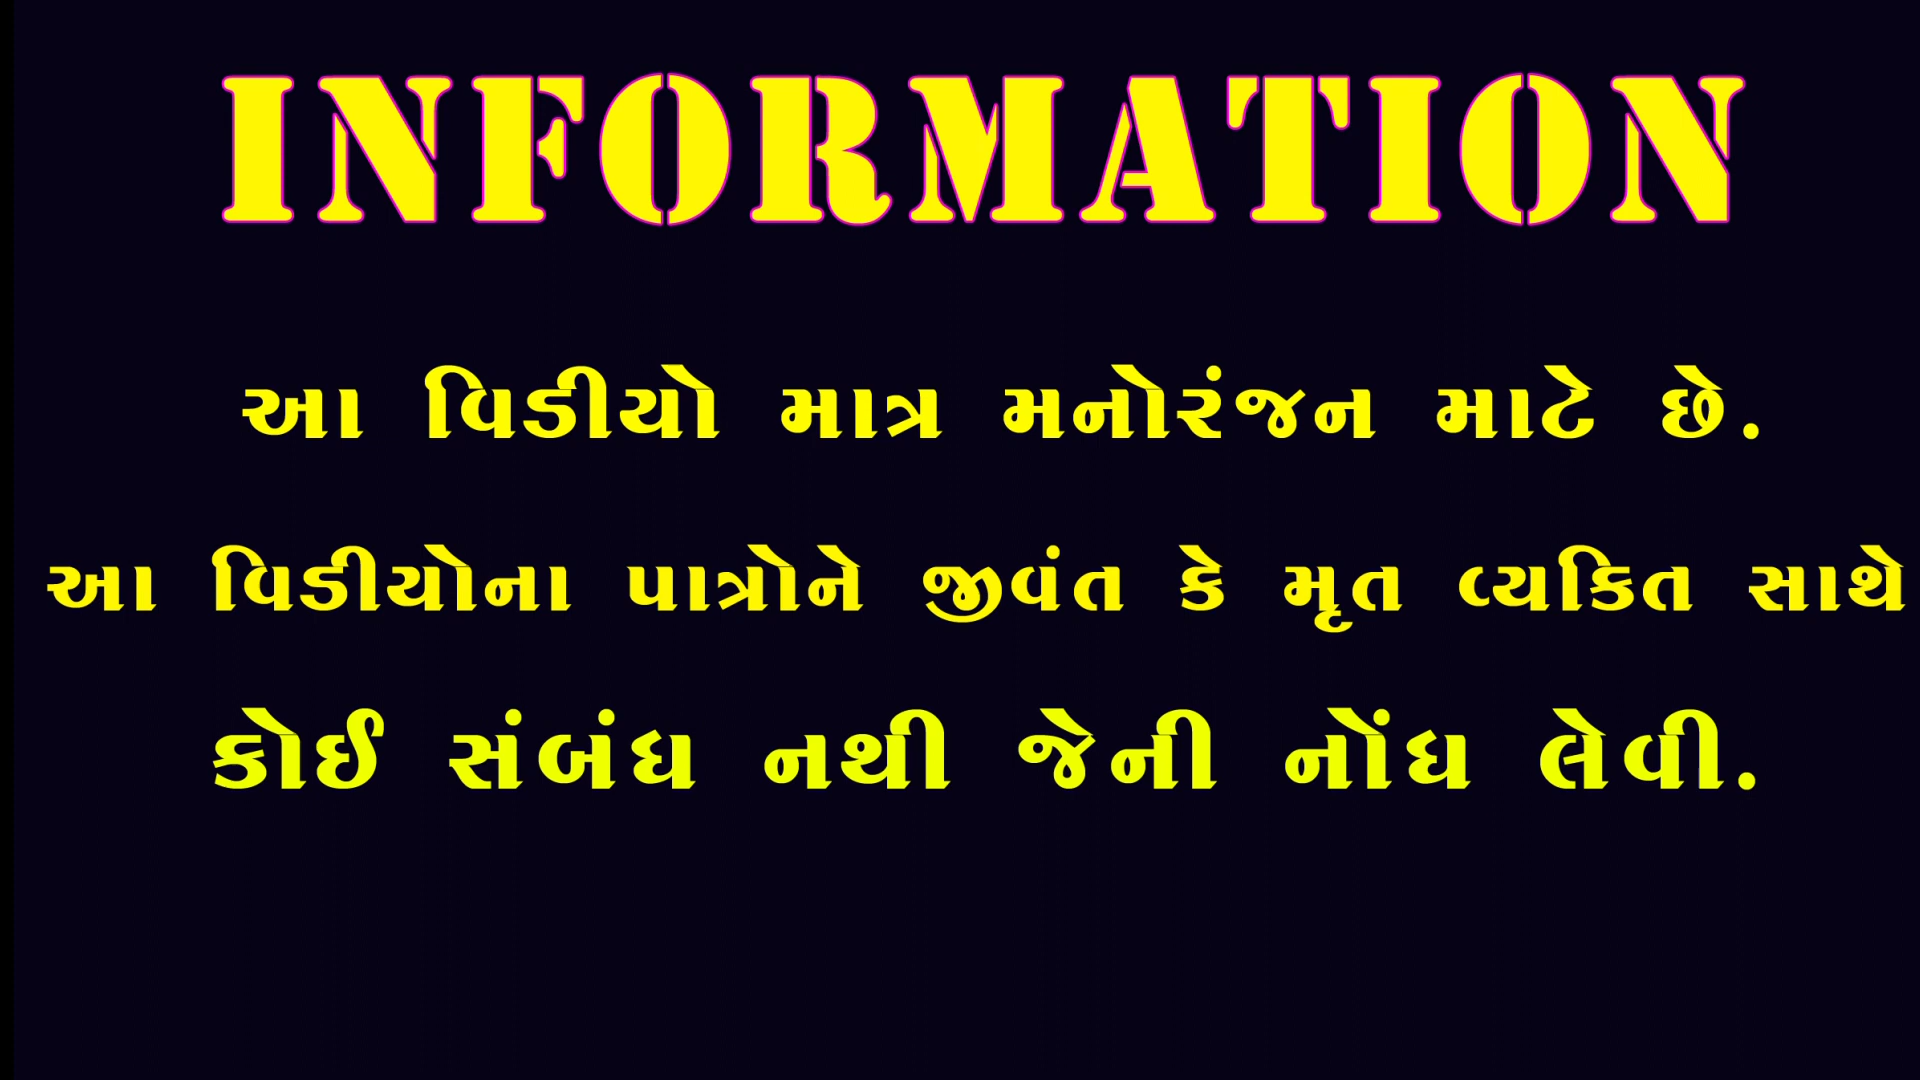 INFORMATION
આ વિડીયો માત્ર મનોરંજન માટે છે.
આ વિડીયોના પાત્રોને જીવંત કે મૃત વ્યકિત સાથે
કોઈ સંબંધ નથી જેની નોંધ લેવી.